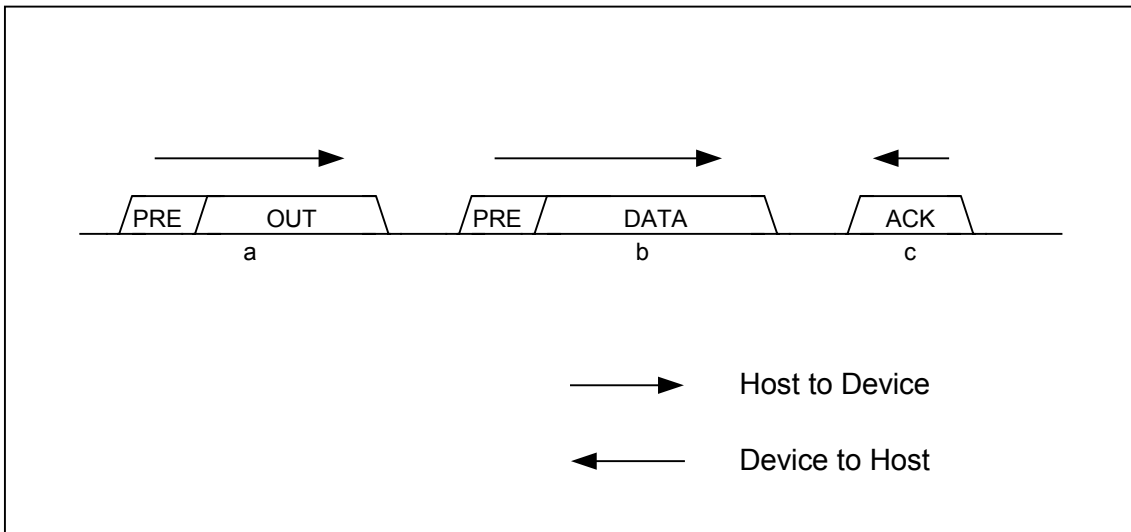 PRE OUT PRE DATA ACK
a b c
Host to Device
Device to Host